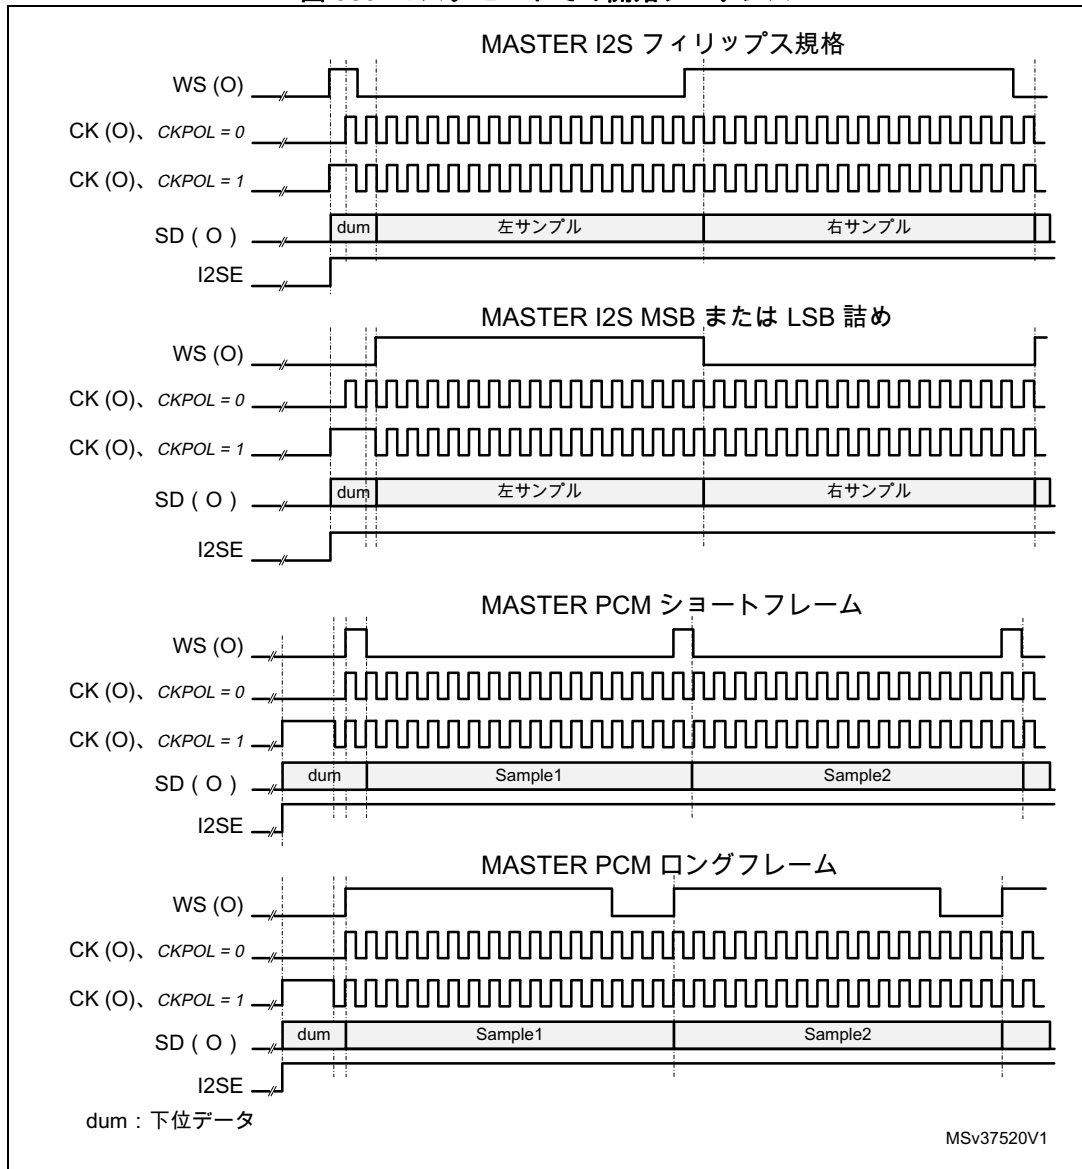 MASTER I2S フィリップス規格
WS (O)
CK (O)、CKPOL = 0
CK (O)、CKPOL = 1
SD ( O ) dum 左サンプル 右サンプル
I2SE
MASTER I2S MSB または LSB 詰め
WS (O)
CK (O)、CKPOL = 0
CK (O)、CKPOL = 1
SD ( O ) dum 左サンプル 右サンプル
I2SE
MASTER PCM ショートフレーム
WS (O)
CK (O)、CKPOL = 0
CK (O)、CKPOL = 1
SD ( O ) dum Sample1 Sample2
I2SE
MASTER PCM ロングフレーム
WS (O)
CK (O)、CKPOL = 0
CK (O)、CKPOL = 1
SD ( O ) dum Sample1 Sample2
I2SE
dum：下位データ
MSv37520V1